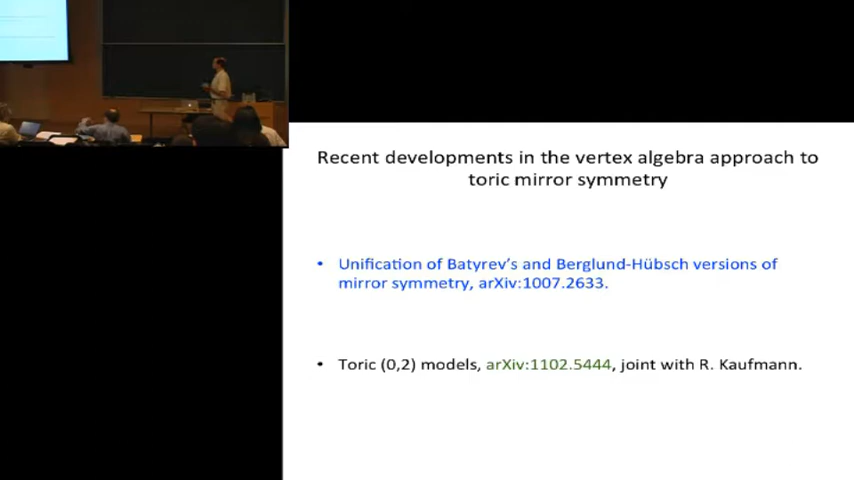 Recent developments in the vertex algebra approach to
toric mirror symmetry
• Unification of Batyrev's and Berglund-Hübsch versions of
mirror symmetry, arXiv:1007.2633.
• Toric (0,2) models, arXiv:1102.5444, joint with R. Kaufmann.